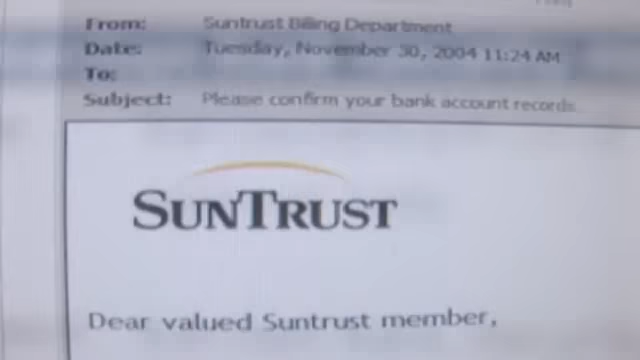 From: Suntrust Billing Department
Date: Tuesday, November 30, 2004 11:24 AM
To:
Subject: Please confirm your bank account records
SUNTRUST
Dear valued Suntrust member,